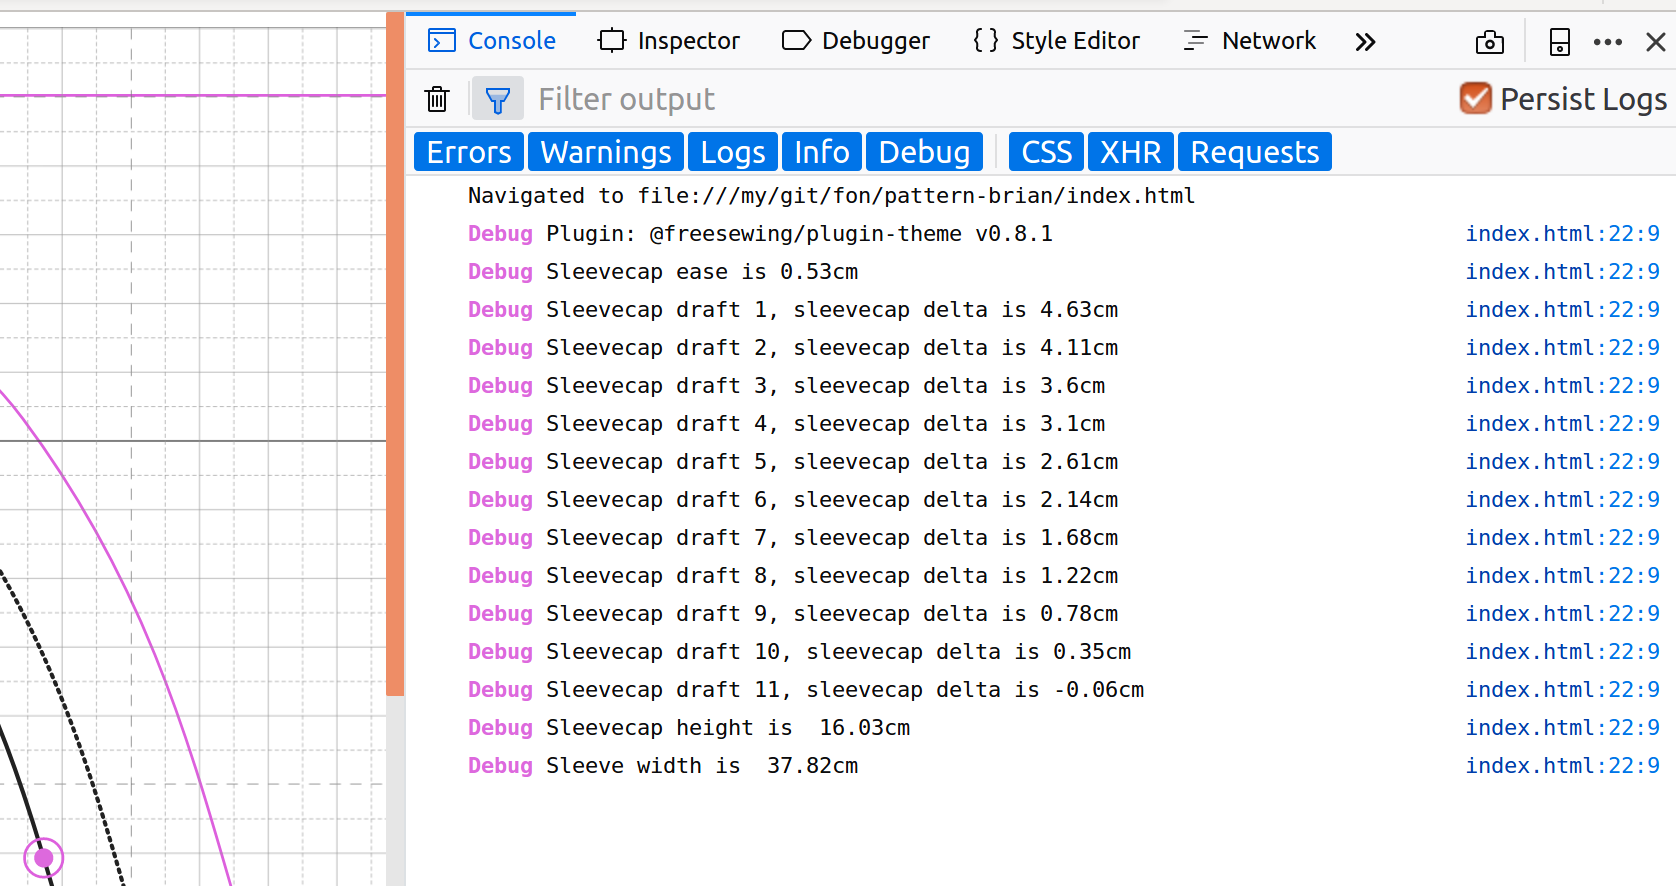 Console Inspector Debugger {} Style Editor Network
Filter output Persist Logs
Errors Warnings Logs Info Debug CSS XHR Requests
Navigated to file:///my/git/fon/pattern-brian/index.html
Debug Plugin: @freesewing/plugin-theme v0.8.1 index.html:22:9
Debug Sleevecap ease is 0.53cm index.html:22:9
Debug Sleevecap draft 1, sleevecap delta is 4.63cm index.html:22:9
Debug Sleevecap draft 2, sleevecap delta is 4.11cm index.html:22:9
Debug Sleevecap draft 3, sleevecap delta is 3.6cm index.html:22:9
Debug Sleevecap draft 4, sleevecap delta is 3.1cm index.html:22:9
Debug Sleevecap draft 5, sleevecap delta is 2.61cm index.html:22:9
Debug Sleevecap draft 6, sleevecap delta is 2.14cm index.html:22:9
Debug Sleevecap draft 7, sleevecap delta is 1.68cm index.html:22:9
Debug Sleevecap draft 8, sleevecap delta is 1.22cm index.html:22:9
Debug Sleevecap draft 9, sleevecap delta is 0.78cm index.html:22:9
Debug Sleevecap draft 10, sleevecap delta is 0.35cm index.html:22:9
Debug Sleevecap draft 11, sleevecap delta is -0.06cm index.html:22:9
Debug Sleevecap height is  16.03cm index.html:22:9
Debug Sleeve width is  37.82cm index.html:22:9